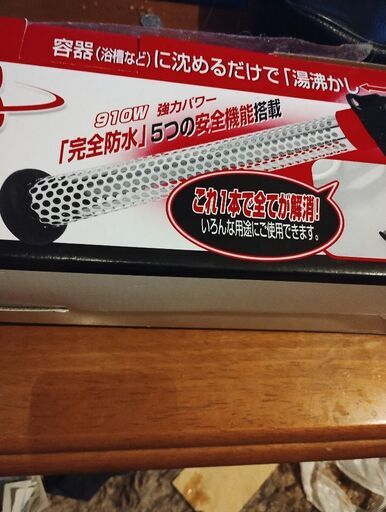 容器(浴槽など)に沈めるだけで「湯沸かし
910W 強力パワー
「完全防水」5つの安全機能搭載
これ1本で全てが解消!
いろんな用途にご使用できます。